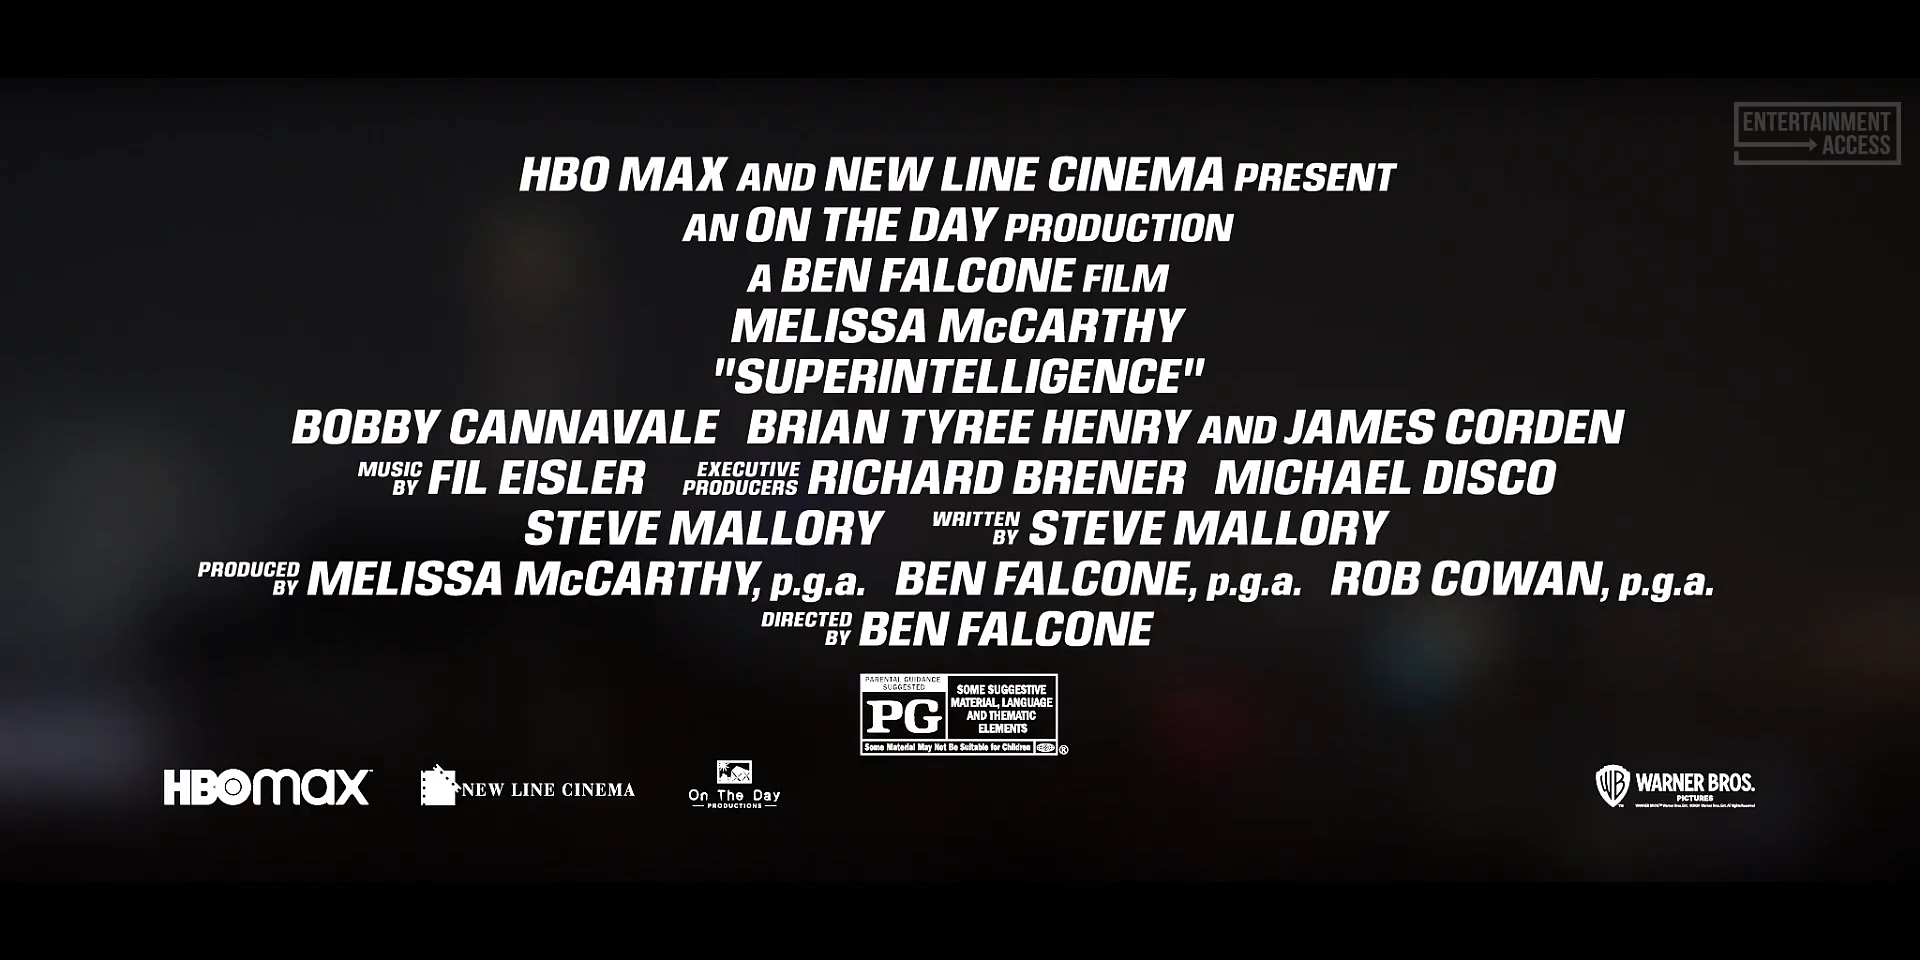 ENTERTAINMENT
ACCESS
HBO MAX AND NEW LINE CINEMA PRESENT
AN ON THE DAY PRODUCTION
A BEN FALCONE FILM
MELISSA McCARTHY
"SUPERINTELLIGENCE"
BOBBY CANNAVALE BRIAN TYREE HENRY AND JAMES CORDEN
MUSIC BY FIL EISLER EXECUTIVE PRODUCERS RICHARD BRENER MICHAEL DISCO
STEVE MALLORY WRITTEN BY STEVE MALLORY
PRODUCED BY MELISSA McCARTHY, p.g.a. BEN FALCONE, p.g.a. ROB COWAN, p.g.a.
DIRECTED BY BEN FALCONE
PARENTAL GUIDANCE SUGGESTED
PG
SOME SUGGESTIVE
MATERIAL, LANGUAGE
AND THEMATIC
ELEMENTS
Some Material May Not Be Suitable for Children
®
HBOmax
NEW LINE CINEMA
On The Day
PRODUCTIONS
WB WARNER BROS.
PICTURES